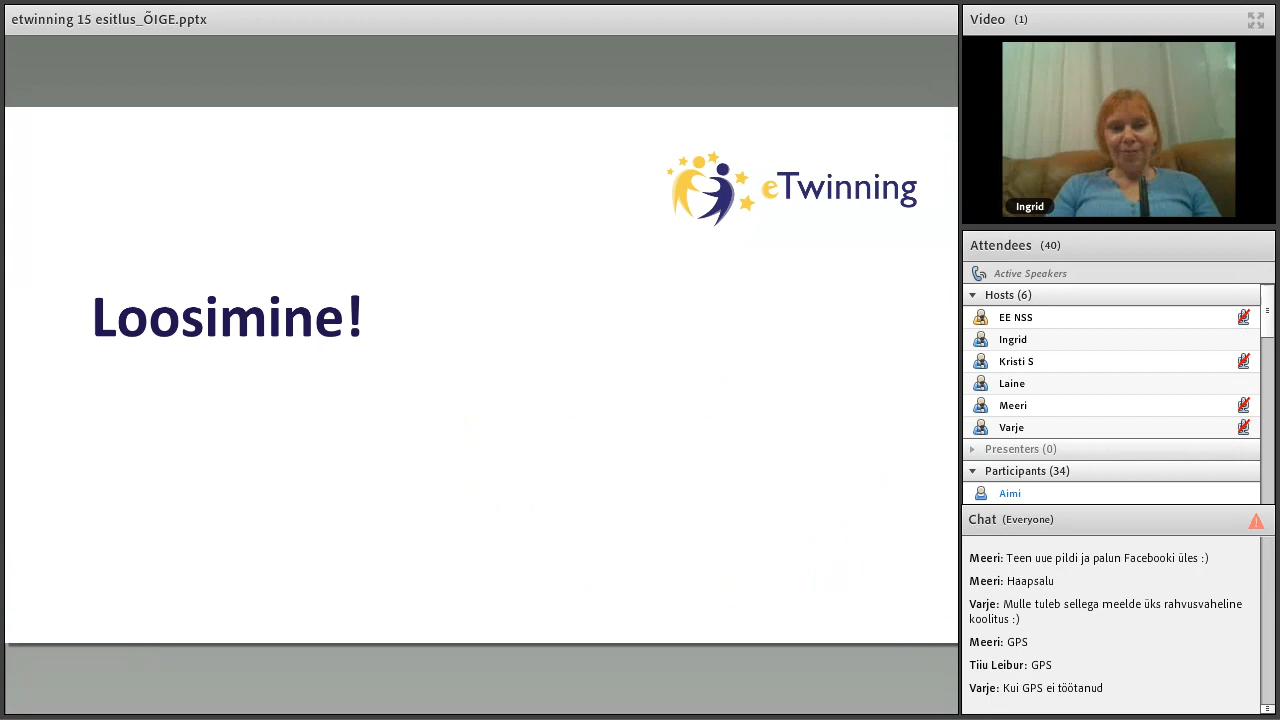 etwinning 15 esitlus_ÕIGE.pptx
eTwinning
Loosimine!
Video (1)
Ingrid
Attendees (40)
Active Speakers
Hosts (6)
EE NSS
Ingrid
Kristi S
Laine
Meeri
Varje
Presenters (0)
Participants (34)
Aimi
Chat (Everyone)
Meeri: Teen uue pildi ja palun Facebooki üles :)
Meeri: Haapsalu
Varje: Mulle tuleb sellega meelde üks rahvusvaheline
koolitus :)
Meeri: GPS
Tiiu Leibur: GPS
Varje: Kui GPS ei töötanud